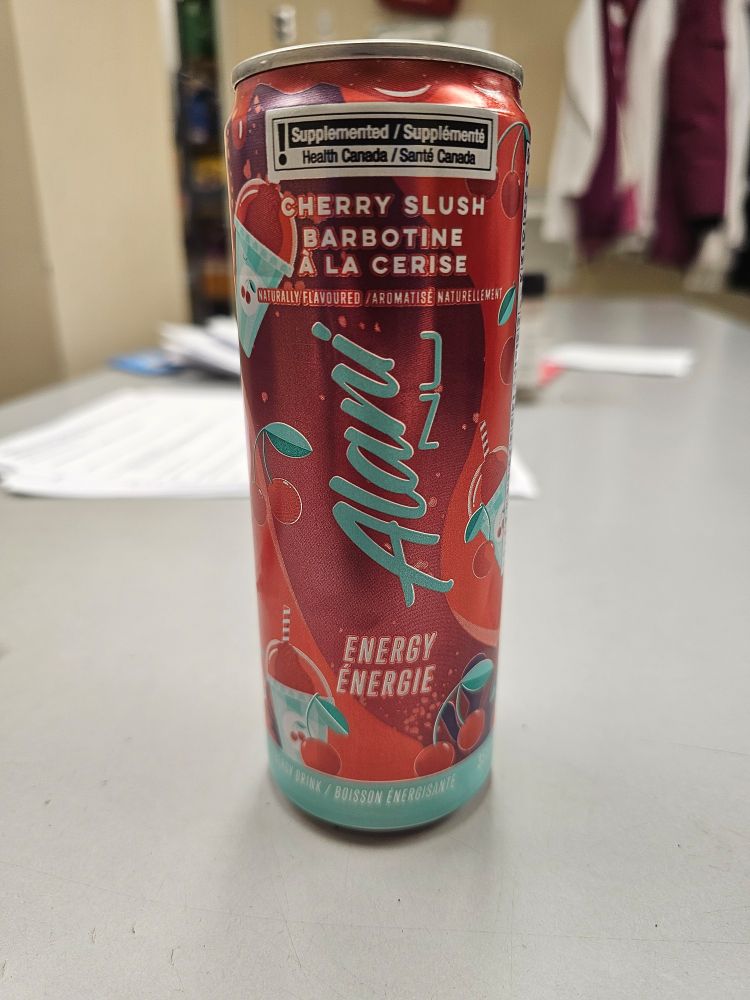 ! Supplemented / Supplémenté
Health Canada / Santé Canada
CHERRY SLUSH
BARBOTINE
À LA CERISE
NATURALLY FLAVOURED / AROMATISÉ NATURELLEMENT
Alani
NU
ENERGY
ÉNERGIE
DRINK / BOISSON ÉNERGISANTE